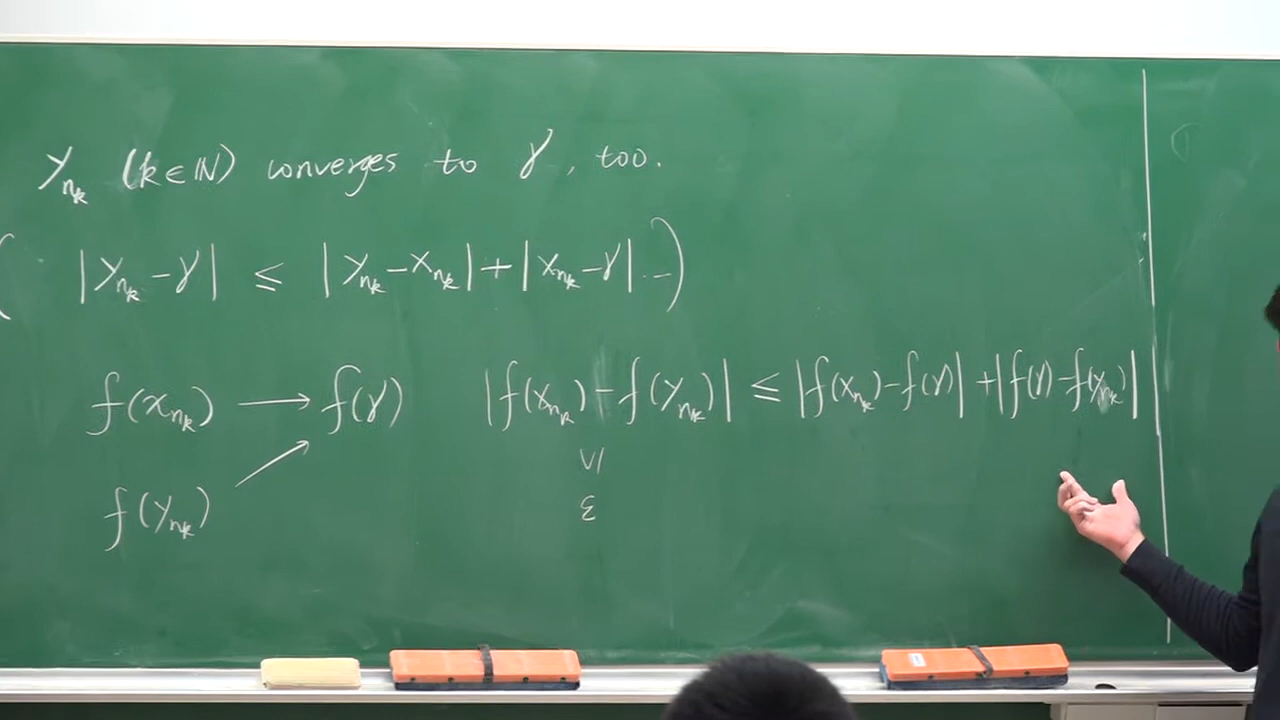 y_{n_k} (k∈ℕ) converges to γ, too.
( |y_{n_k} − γ| ≤ |y_{n_k} − x_{n_k}| + |x_{n_k} − γ| ... )
f(x_{n_k}) → f(γ) |f(x_{n_k}) − f(y_{n_k})| ≤ |f(x_{n_k}) − f(γ)| + |f(γ) − f(y_{n_k})|
∨|
f(y_{n_k}) ↗ ε